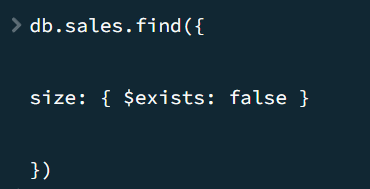 > db.sales.find({
size: { $exists: false }
})